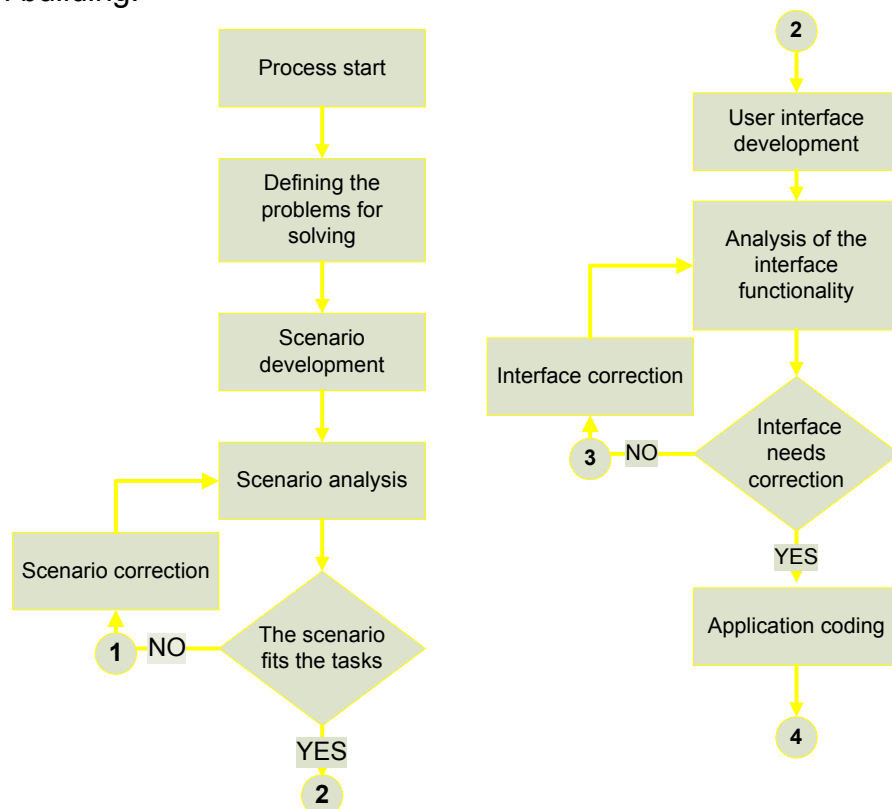 building.
Process start
Defining the
problems for
solving
Scenario
development
Scenario analysis
Scenario correction
1
NO
The scenario
fits the tasks
YES
2
2
User interface
development
Analysis of the
interface
functionality
Interface correction
3
NO
Interface
needs
correction
YES
Application coding
4